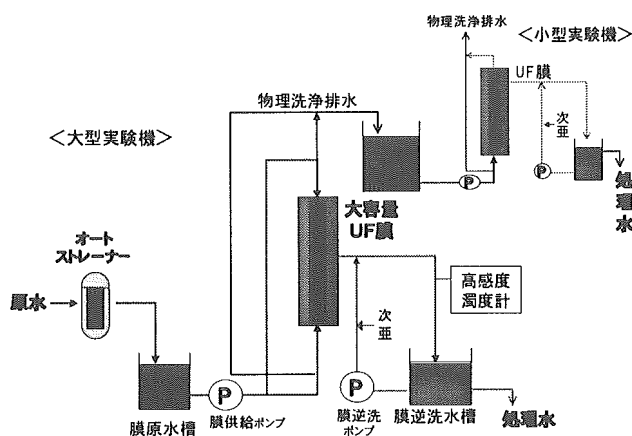 物理洗浄排水
<小型実験機>
UF膜
物理洗浄排水
<大型実験機>
次
亜
P
P
処
理
水
大容量
UF膜
オート
ストレーナー
原水
高感度
濁度計
次
亜
P
P
膜原水槽
膜供給ポンプ
膜逆洗
ポンプ
膜逆洗水槽
処理水